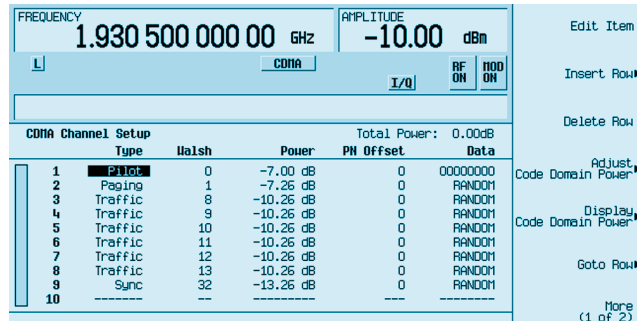 FREQUENCY
1.930 500 000 00 GHz
AMPLITUDE
-10.00 dBm
L
CDMA
I/Q
RF ON
MOD ON
CDMA Channel Setup Total Power: 0.00dB
Type Walsh Power PN Offset Data
1 Pilot 0 -7.00 dB 0 00000000
2 Paging 1 -7.26 dB 0 RANDOM
3 Traffic 8 -10.26 dB 0 RANDOM
4 Traffic 9 -10.26 dB 0 RANDOM
5 Traffic 10 -10.26 dB 0 RANDOM
6 Traffic 11 -10.26 dB 0 RANDOM
7 Traffic 12 -10.26 dB 0 RANDOM
8 Traffic 13 -10.26 dB 0 RANDOM
9 Sync 32 -13.26 dB 0 RANDOM
10 ------- -- --------- --- --------
Edit Item
Insert Row
Delete Row
Adjust
Code Domain Power
Display
Code Domain Power
Goto Row
More
(1 of 2)